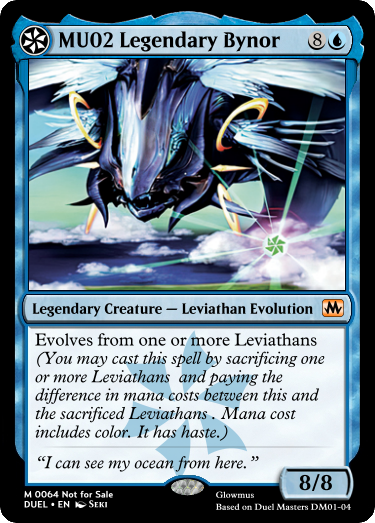 MU02 Legendary Bynor 8
Legendary Creature — Leviathan Evolution
Evolves from one or more Leviathans
(You may cast this spell by sacrificing one
or more Leviathans  and paying the
difference in mana costs between this and
the sacrificed Leviathans . Mana cost
includes color. It has haste.)
“I can see my ocean from here.”
8/8
M 0064 Not for Sale
DUEL • EN SEKI
Glowmus
Based on Duel Masters DM01-04